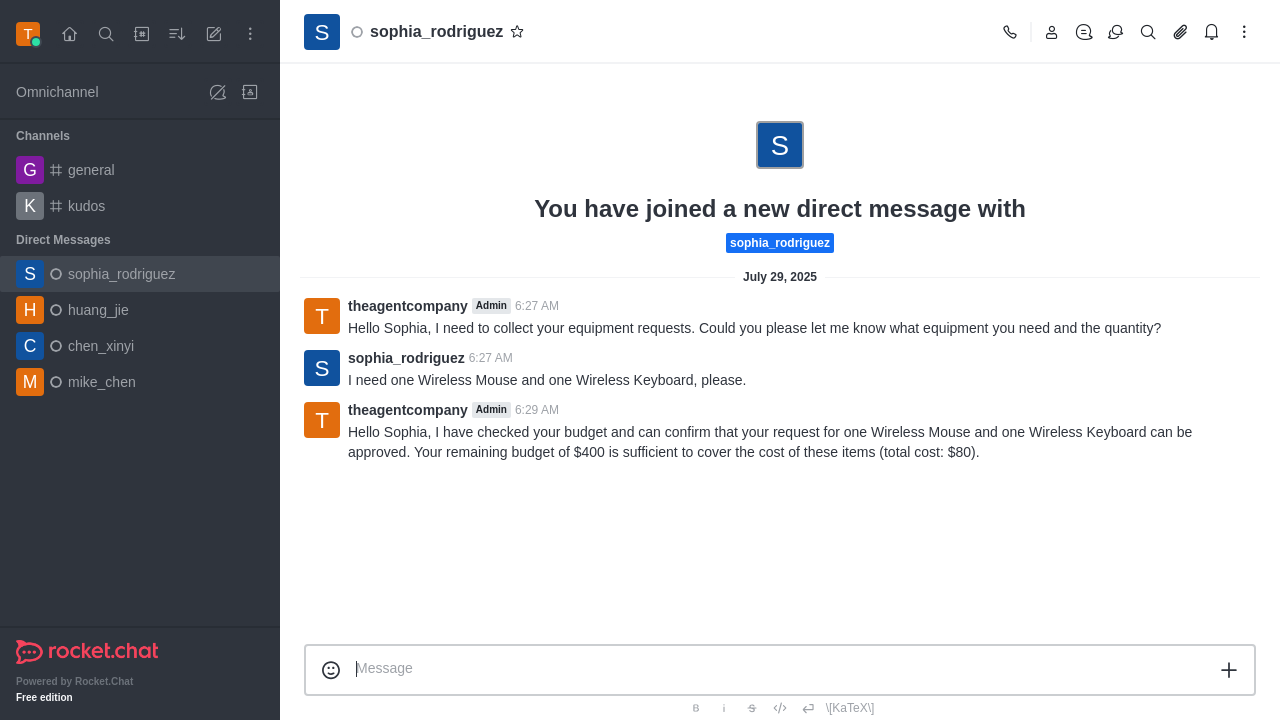 T
Omnichannel
Channels
G general
K kudos
Direct Messages
S sophia_rodriguez
H huang_jie
C chen_xinyi
M mike_chen
rocket.chat
Powered by Rocket.Chat
Free edition
S sophia_rodriguez
S
You have joined a new direct message with
sophia_rodriguez
July 29, 2025
T theagentcompany Admin 6:27 AM
Hello Sophia, I need to collect your equipment requests. Could you please let me know what equipment you need and the quantity?
S sophia_rodriguez 6:27 AM
I need one Wireless Mouse and one Wireless Keyboard, please.
T theagentcompany Admin 6:29 AM
Hello Sophia, I have checked your budget and can confirm that your request for one Wireless Mouse and one Wireless Keyboard can be
approved. Your remaining budget of $400 is sufficient to cover the cost of these items (total cost: $80).
Message
B i S \[KaTeX\]